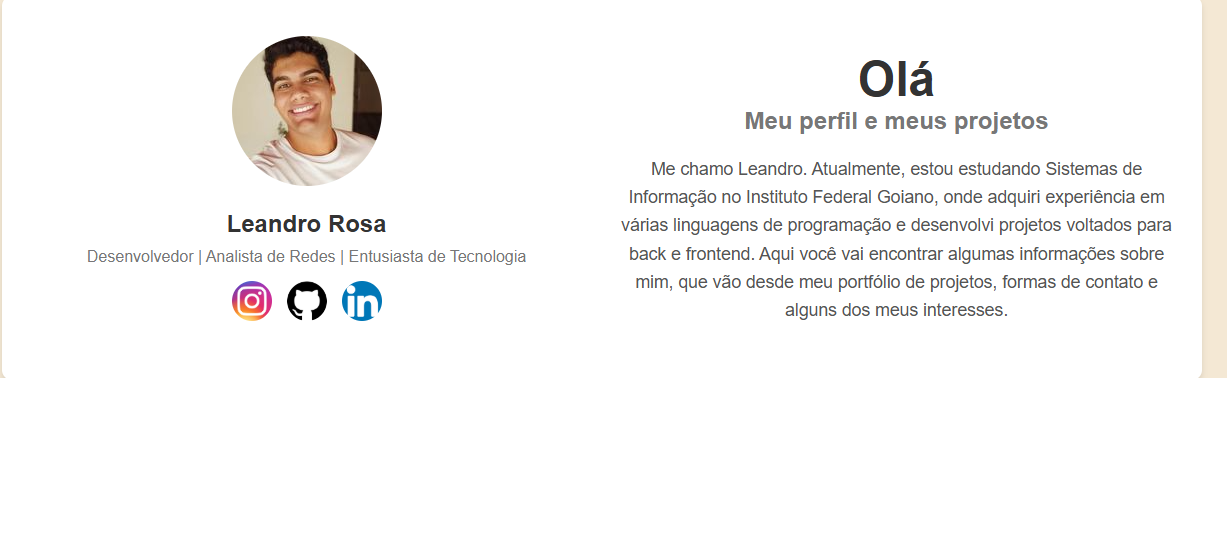 Leandro Rosa
Desenvolvedor | Analista de Redes | Entusiasta de Tecnologia
in
Olá
Meu perfil e meus projetos
Me chamo Leandro. Atualmente, estou estudando Sistemas de
Informação no Instituto Federal Goiano, onde adquiri experiência em
várias linguagens de programação e desenvolvi projetos voltados para
back e frontend. Aqui você vai encontrar algumas informações sobre
mim, que vão desde meu portfólio de projetos, formas de contato e
alguns dos meus interesses.